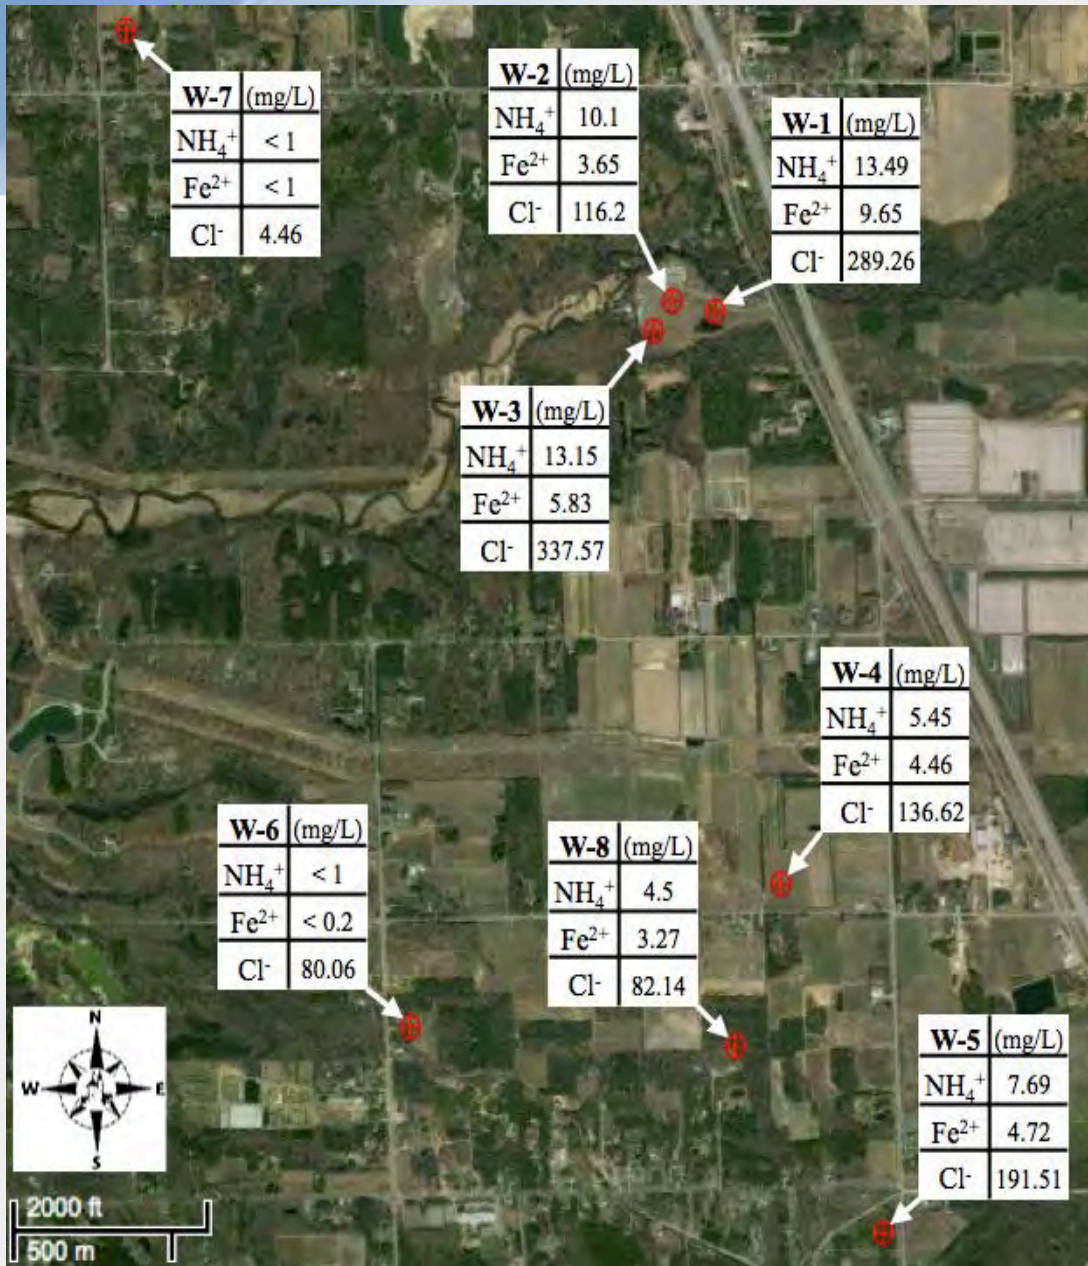 W-7 (mg/L)
NH₄⁺ < 1
Fe²⁺ < 1
Cl⁻ 4.46
W-2 (mg/L)
NH₄⁺ 10.1
Fe²⁺ 3.65
Cl⁻ 116.2
W-1 (mg/L)
NH₄⁺ 13.49
Fe²⁺ 9.65
Cl⁻ 289.26
W-3 (mg/L)
NH₄⁺ 13.15
Fe²⁺ 5.83
Cl⁻ 337.57
W-4 (mg/L)
NH₄⁺ 5.45
Fe²⁺ 4.46
Cl⁻ 136.62
W-6 (mg/L)
NH₄⁺ < 1
Fe²⁺ < 0.2
Cl⁻ 80.06
W-8 (mg/L)
NH₄⁺ 4.5
Fe²⁺ 3.27
Cl⁻ 82.14
W-5 (mg/L)
NH₄⁺ 7.69
Fe²⁺ 4.72
Cl⁻ 191.51
N
W E
S
2000 ft
500 m